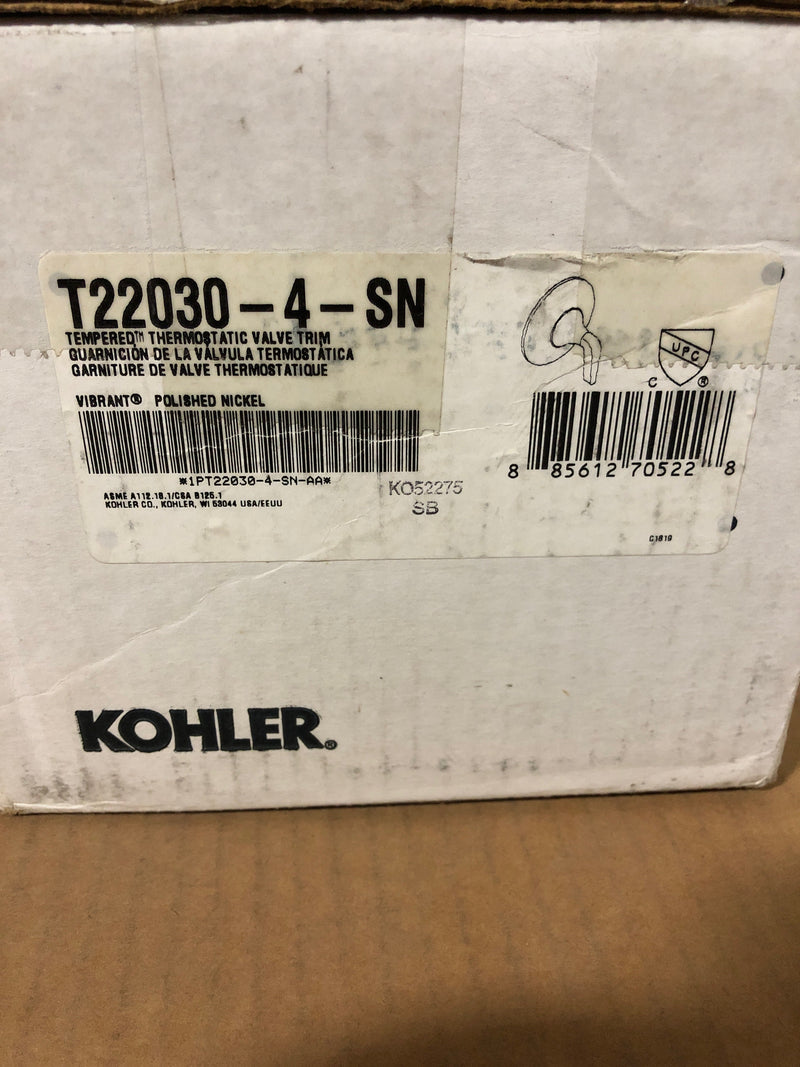 T22030-4-SN
TEMPERED™ THERMOSTATIC VALVE TRIM
GUARNICIÓN DE LA VÁLVULA TERMOSTÁTICA
GARNITURE DE VALVE THERMOSTATIQUE
VIBRANT® POLISHED NICKEL
*1PT22030-4-SN-AA*
ASME A112.18.1/CSA B125.1
KOHLER CO., KOHLER, WI 53044 USA/EEUU
KO52275
SB
UPC
C ®
8 85612 70522 8
C1819
KOHLER®